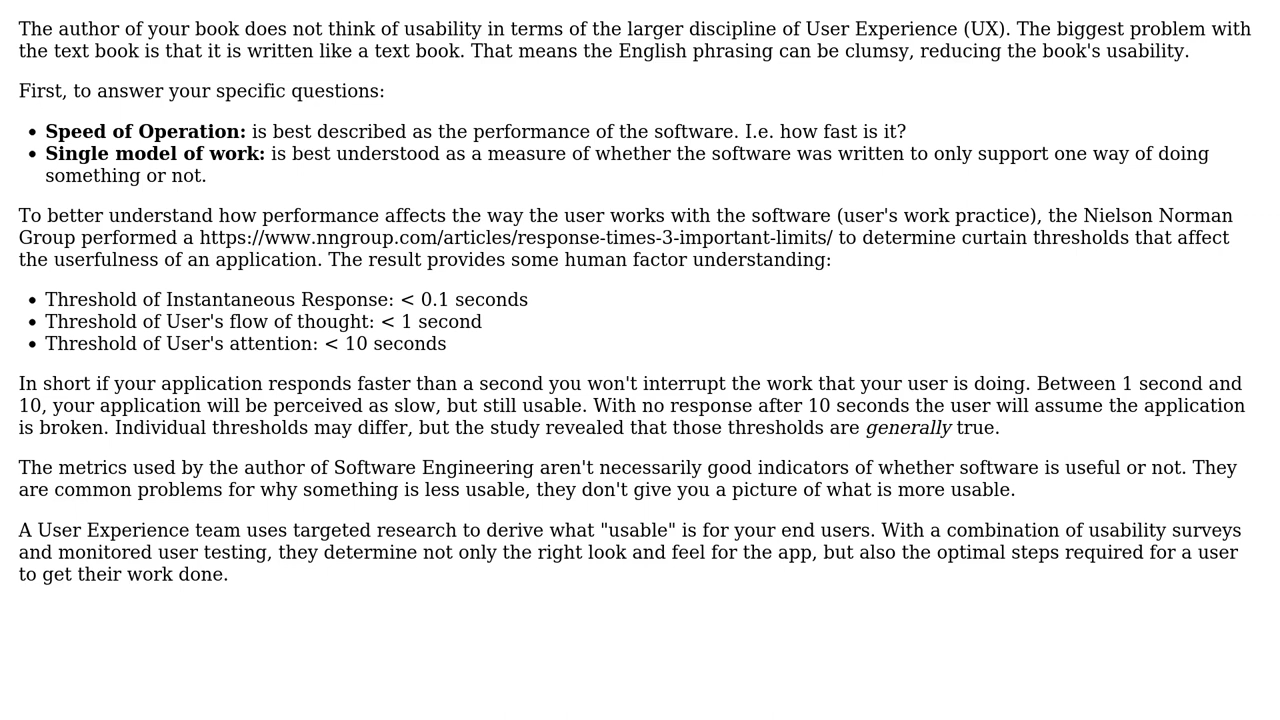 The author of your book does not think of usability in terms of the larger discipline of User Experience (UX). The biggest problem with
the text book is that it is written like a text book. That means the English phrasing can be clumsy, reducing the book's usability.
First, to answer your specific questions:
• Speed of Operation: is best described as the performance of the software. I.e. how fast is it?
• Single model of work: is best understood as a measure of whether the software was written to only support one way of doing
something or not.
To better understand how performance affects the way the user works with the software (user's work practice), the Nielson Norman
Group performed a https://www.nngroup.com/articles/response-times-3-important-limits/ to determine curtain thresholds that affect
the userfulness of an application. The result provides some human factor understanding:
• Threshold of Instantaneous Response: < 0.1 seconds
• Threshold of User's flow of thought: < 1 second
• Threshold of User's attention: < 10 seconds
In short if your application responds faster than a second you won't interrupt the work that your user is doing. Between 1 second and
10, your application will be perceived as slow, but still usable. With no response after 10 seconds the user will assume the application
is broken. Individual thresholds may differ, but the study revealed that those thresholds are generally true.
The metrics used by the author of Software Engineering aren't necessarily good indicators of whether software is useful or not. They
are common problems for why something is less usable, they don't give you a picture of what is more usable.
A User Experience team uses targeted research to derive what "usable" is for your end users. With a combination of usability surveys
and monitored user testing, they determine not only the right look and feel for the app, but also the optimal steps required for a user
to get their work done.